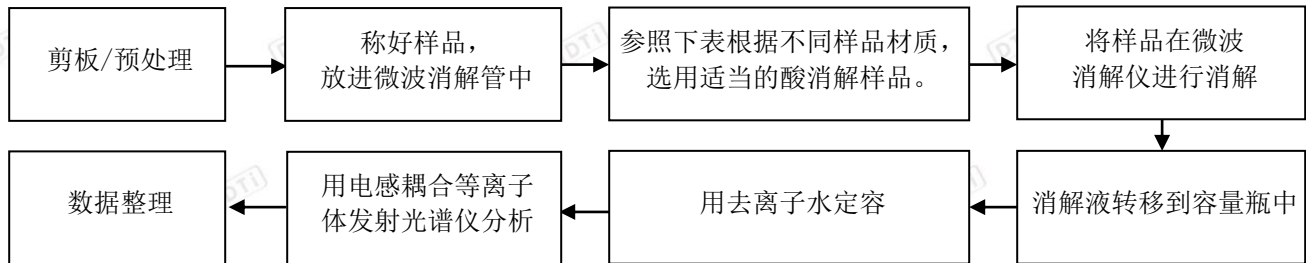 剪板/预处理
称好样品，
放进微波消解管中
参照下表根据不同样品材质，
选用适当的酸消解样品。
将样品在微波
消解仪进行消解
消解液转移到容量瓶中
用去离子水定容
用电感耦合等离子
体发射光谱仪分析
数据整理